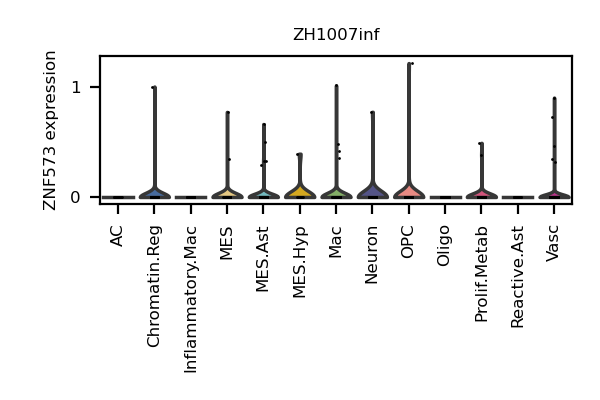 ZH1007inf
ZNF573 expression
1
0
AC
Chromatin.Reg
Inflammatory.Mac
MES
MES.Ast
MES.Hyp
Mac
Neuron
OPC
Oligo
Prolif.Metab
Reactive.Ast
Vasc